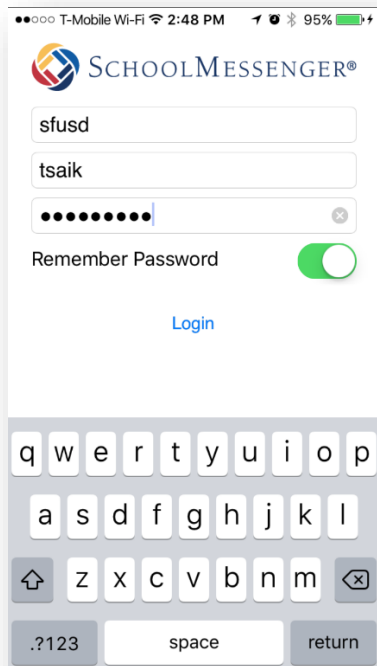 T-Mobile Wi-Fi 2:48 PM 95%
SCHOOLMESSENGER®
sfusd
tsaik
●●●●●●●●●
Remember Password
Login
q w e r t y u i o p
a s d f g h j k l
z x c v b n m
.?123 space return